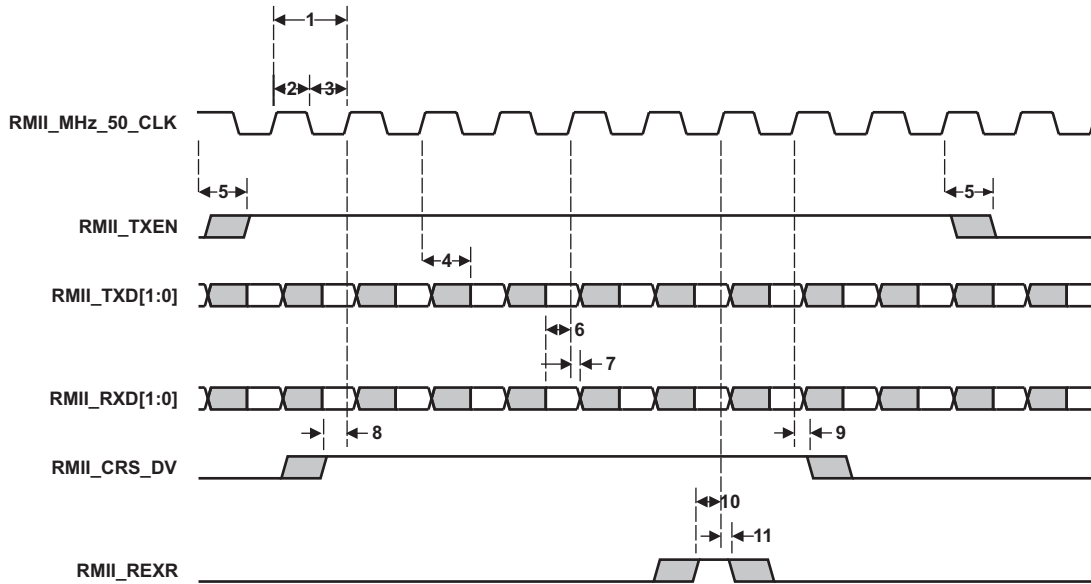 1
2 3
RMII_MHz_50_CLK
5 5
RMII_TXEN
4
RMII_TXD[1:0]
6
7
RMII_RXD[1:0]
8 9
RMII_CRS_DV
10
11
RMII_REXR